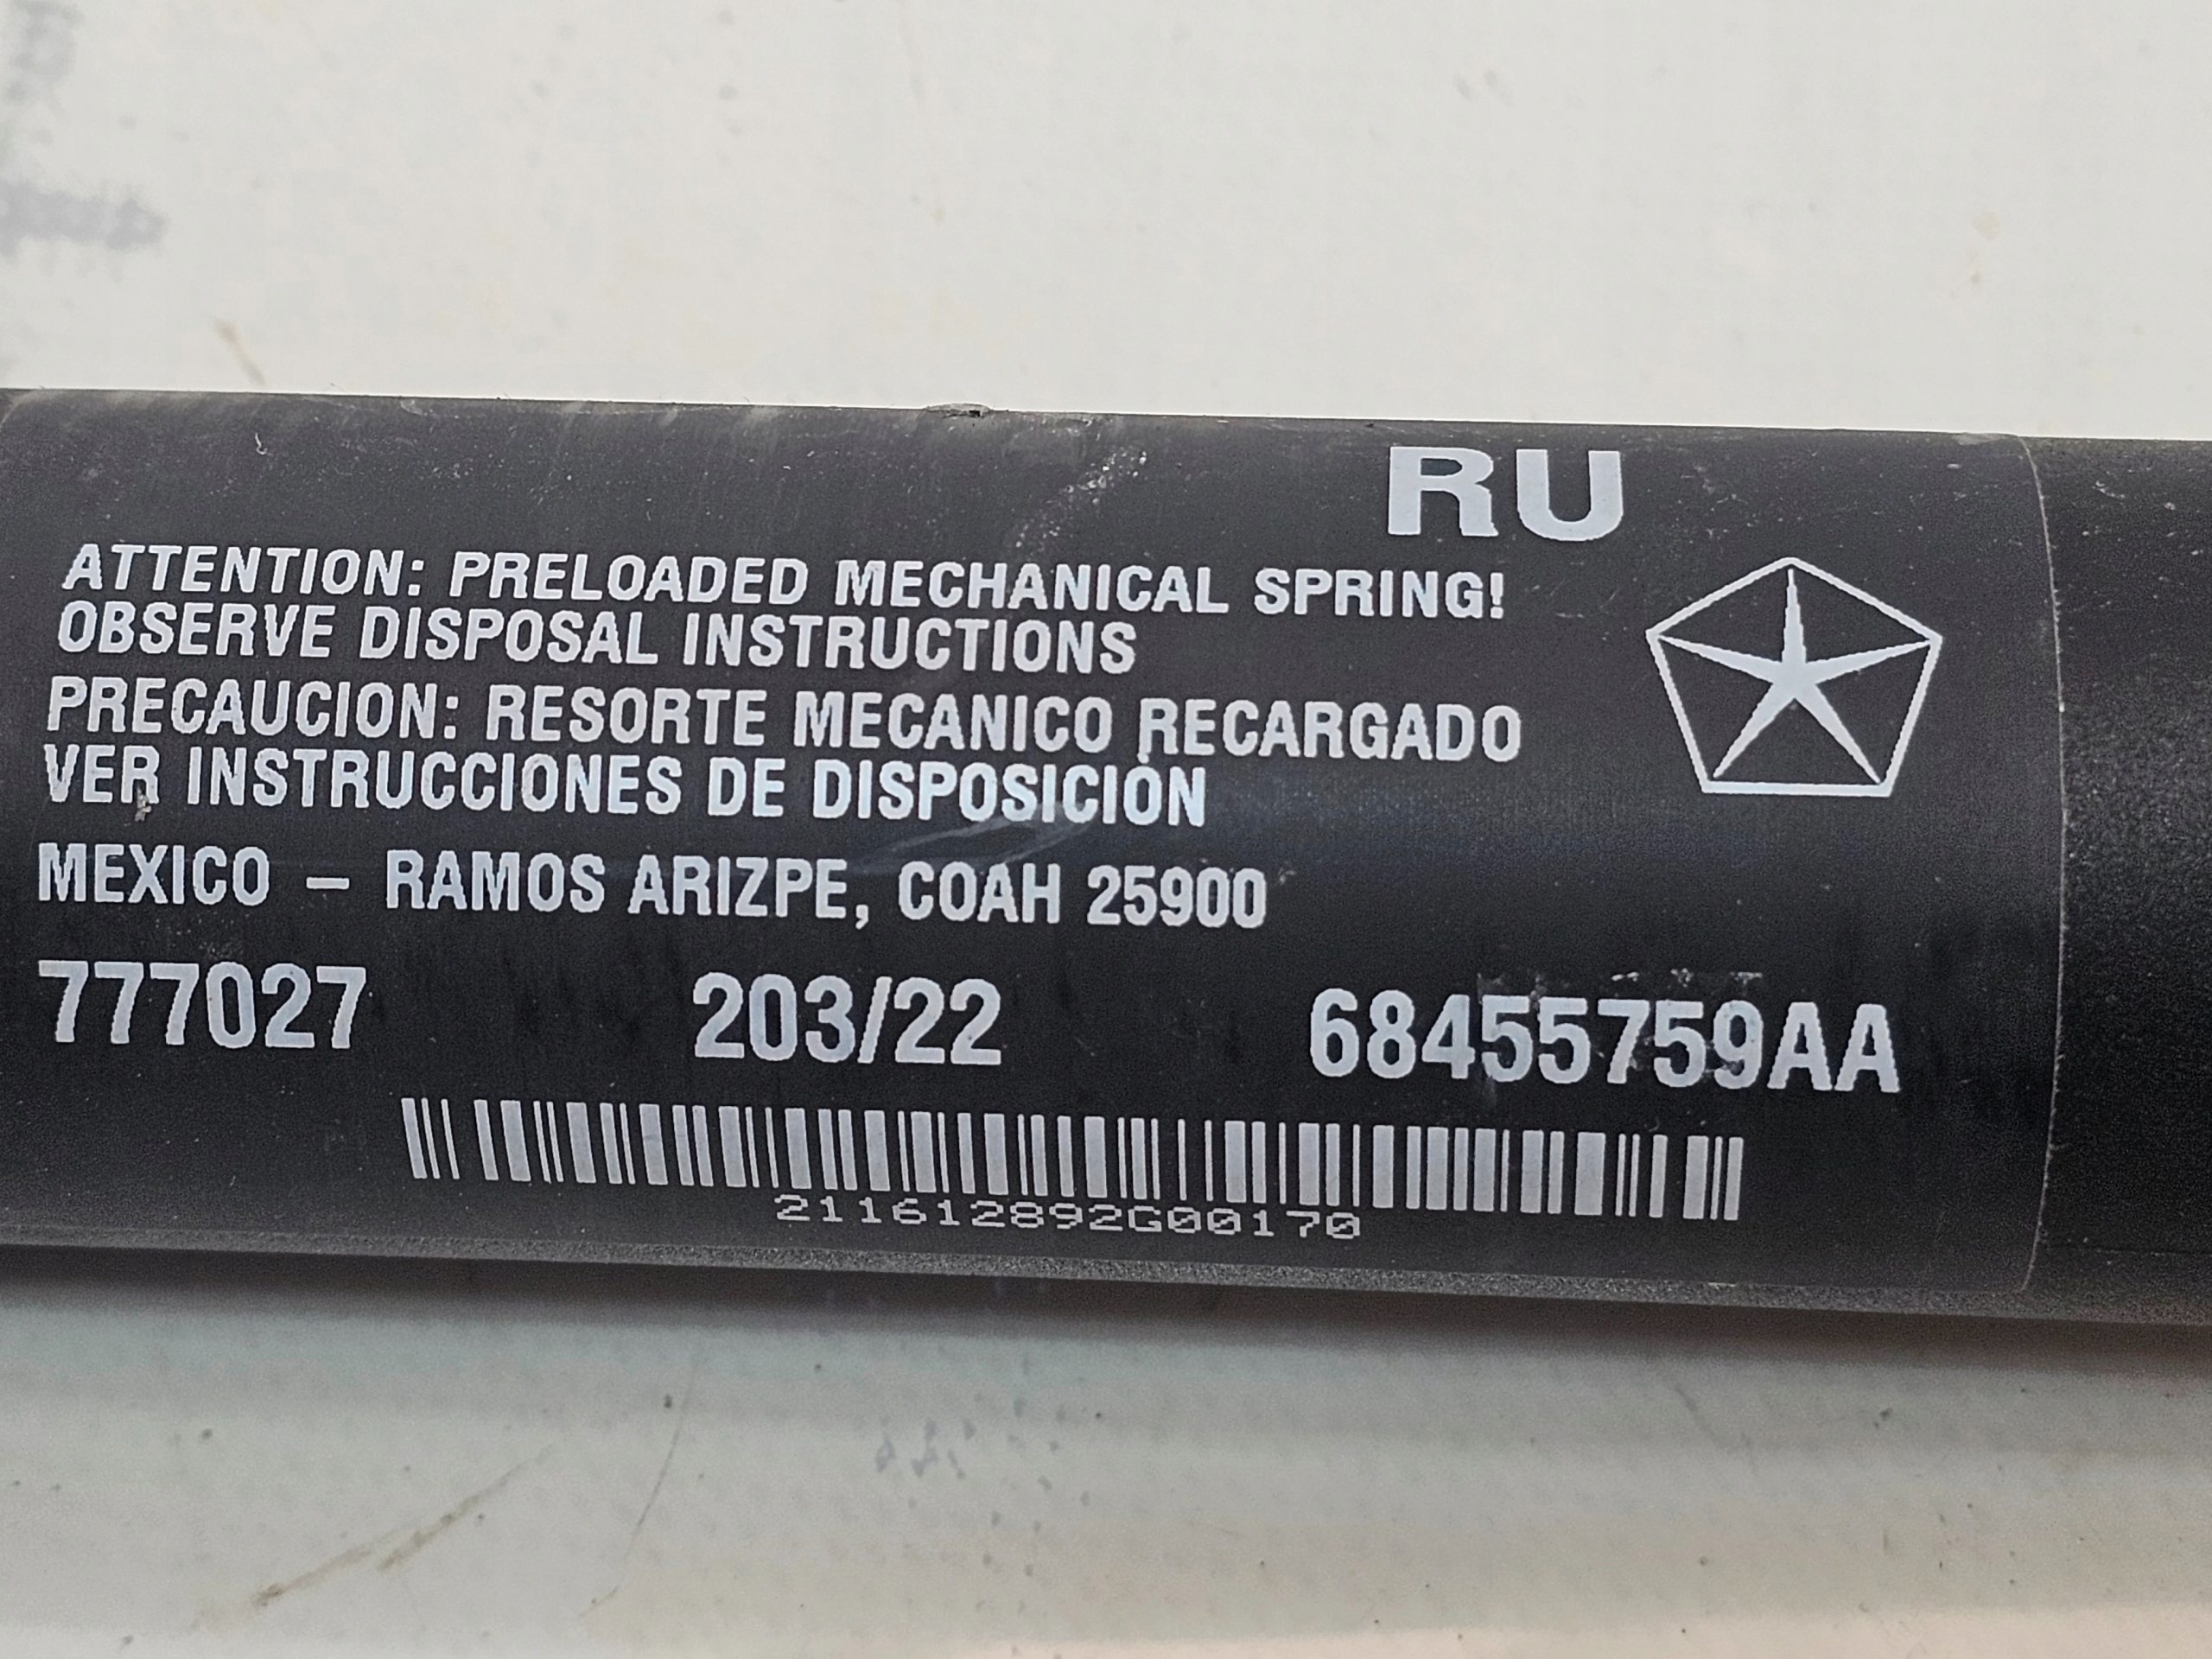 RU
ATTENTION: PRELOADED MECHANICAL SPRING!
OBSERVE DISPOSAL INSTRUCTIONS
PRECAUCION: RESORTE MECANICO RECARGADO
VER INSTRUCCIONES DE DISPOSICIÓN
MEXICO – RAMOS ARIZPE, COAH 25900
777027 203/22 68455759AA
211612892G00170